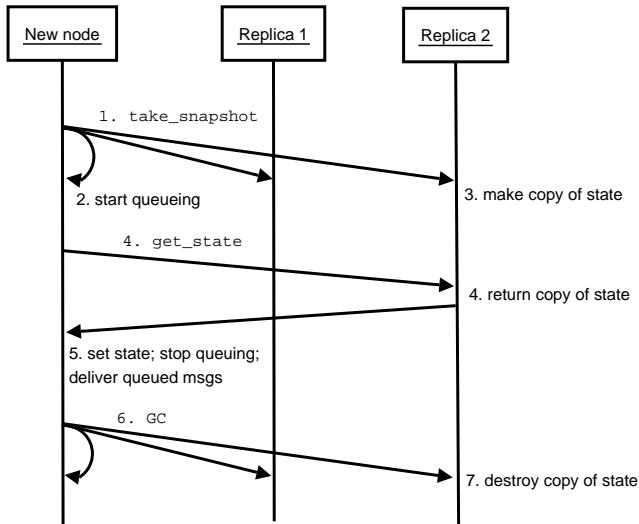 New node
Replica 1
Replica 2
1. take_snapshot
2. start queueing
3. make copy of state
4. get_state
4. return copy of state
5. set state; stop queuing;
deliver queued msgs
6. GC
7. destroy copy of state